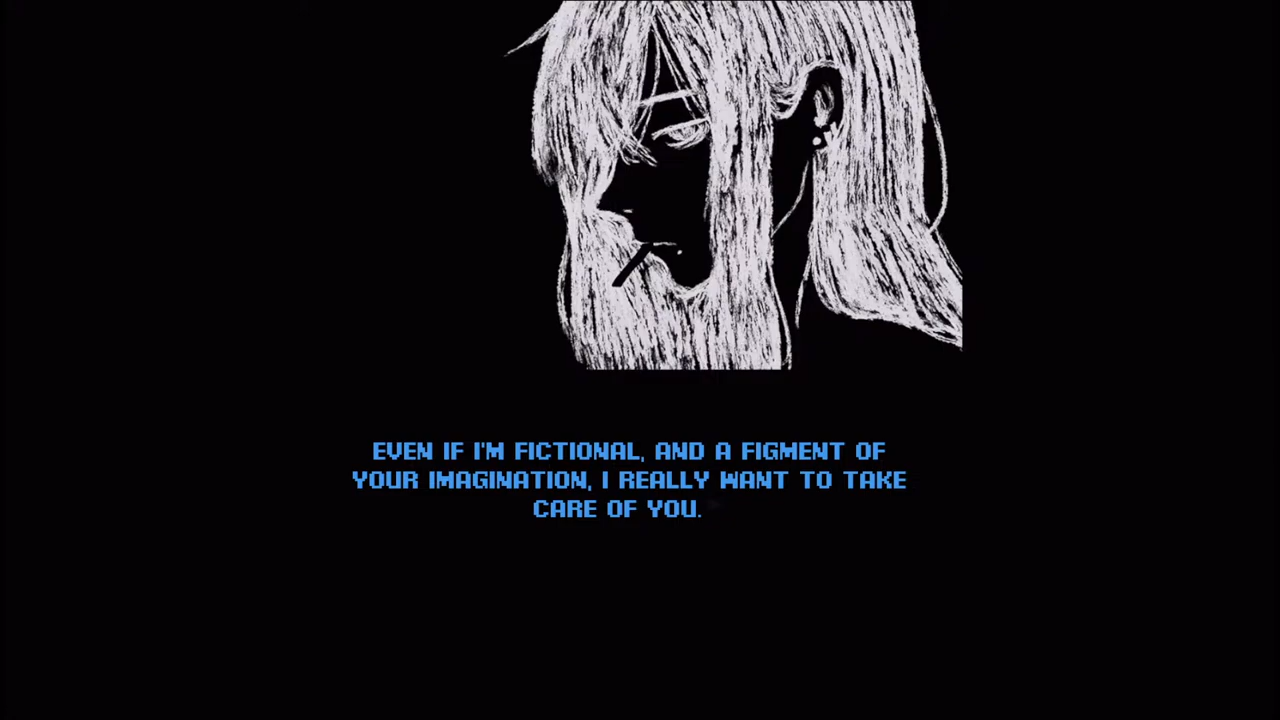 EVEN IF I'M FICTIONAL, AND A FIGMENT OF
YOUR IMAGINATION, I REALLY WANT TO TAKE
CARE OF YOU.